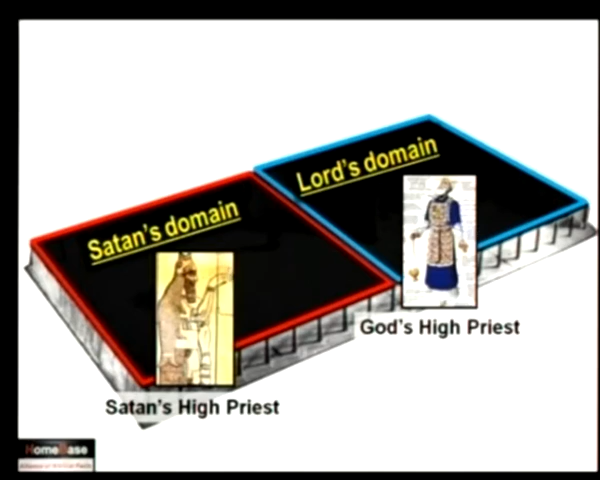 Lord's domain
Satan's domain
God's High Priest
Satan's High Priest
HomeBase